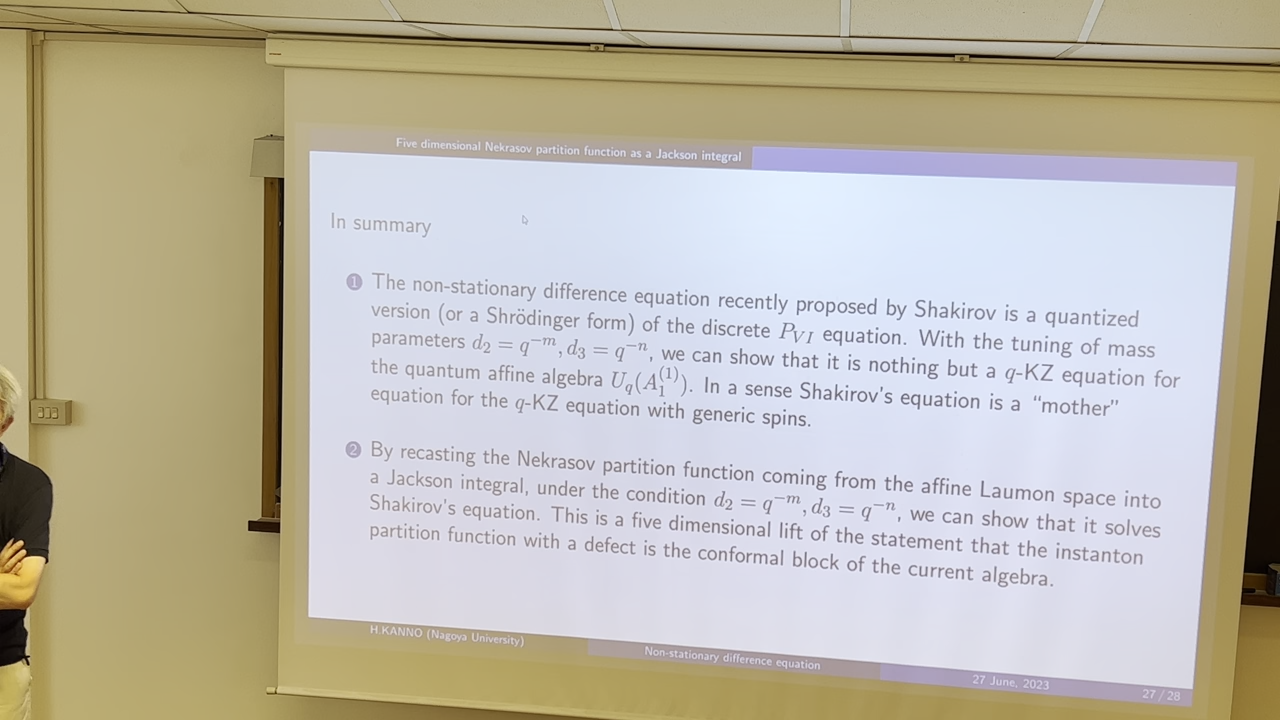 Five dimensional Nekrasov partition function as a Jackson integral
In summary
1 The non-stationary difference equation recently proposed by Shakirov is a quantized
version (or a Shrödinger form) of the discrete $P_{VI}$ equation. With the tuning of mass
parameters $d_2 = q^{-m}, d_3 = q^{-n}$, we can show that it is nothing but a $q$-KZ equation for
the quantum affine algebra $U_q(A_1^{(1)})$. In a sense Shakirov's equation is a "mother"
equation for the $q$-KZ equation with generic spins.
2 By recasting the Nekrasov partition function coming from the affine Laumon space into
a Jackson integral, under the condition $d_2 = q^{-m}, d_3 = q^{-n}$, we can show that it solves
Shakirov's equation. This is a five dimensional lift of the statement that the instanton
partition function with a defect is the conformal block of the current algebra.
H.KANNO (Nagoya University)
Non-stationary difference equation
27 June, 2023
27 / 28